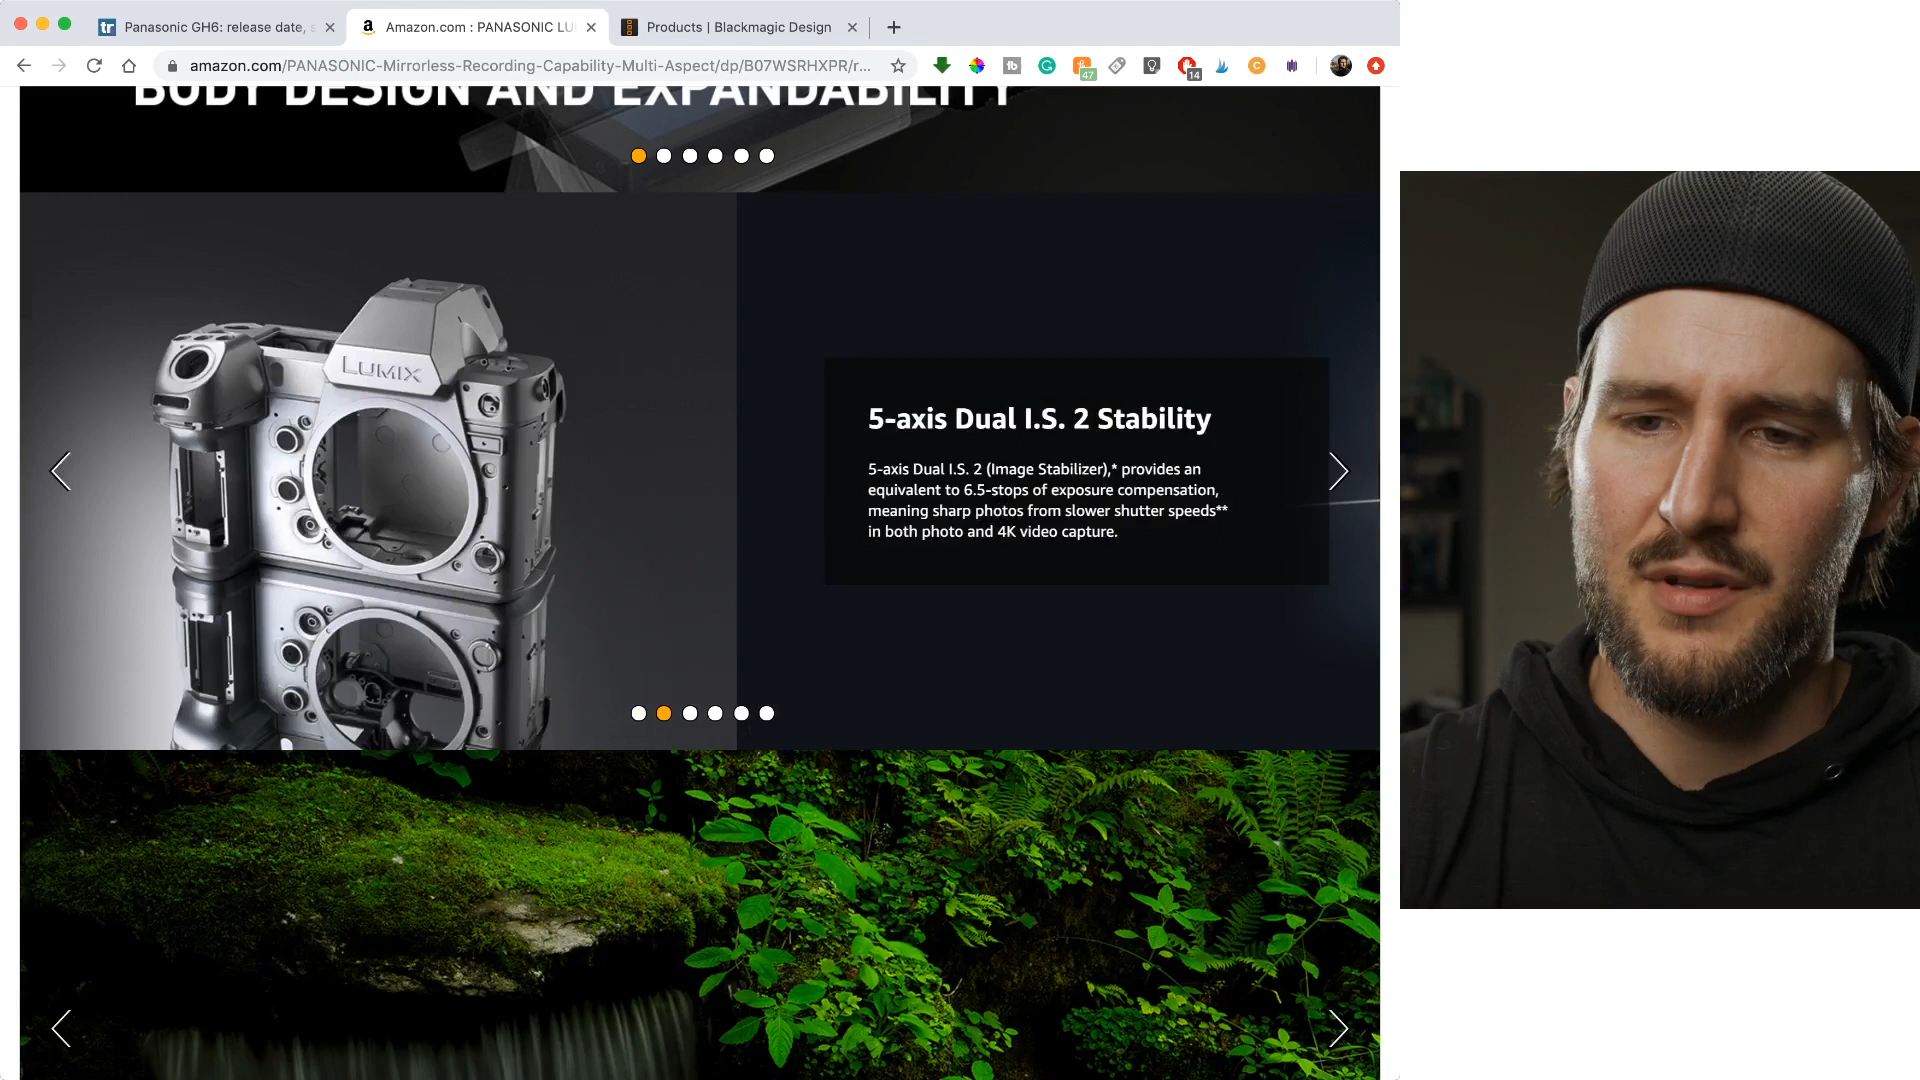 tr Panasonic GH6: release date, s
a Amazon.com : PANASONIC LU
Products | Blackmagic Design
amazon.com/PANASONIC-Mirrorless-Recording-Capability-Multi-Aspect/dp/B07WSRHXPR/r...
47
14
BODY DESIGN AND EXPANDABILITY
LUMIX
5-axis Dual I.S. 2 Stability
5-axis Dual I.S. 2 (Image Stabilizer),* provides an
equivalent to 6.5-stops of exposure compensation,
meaning sharp photos from slower shutter speeds**
in both photo and 4K video capture.